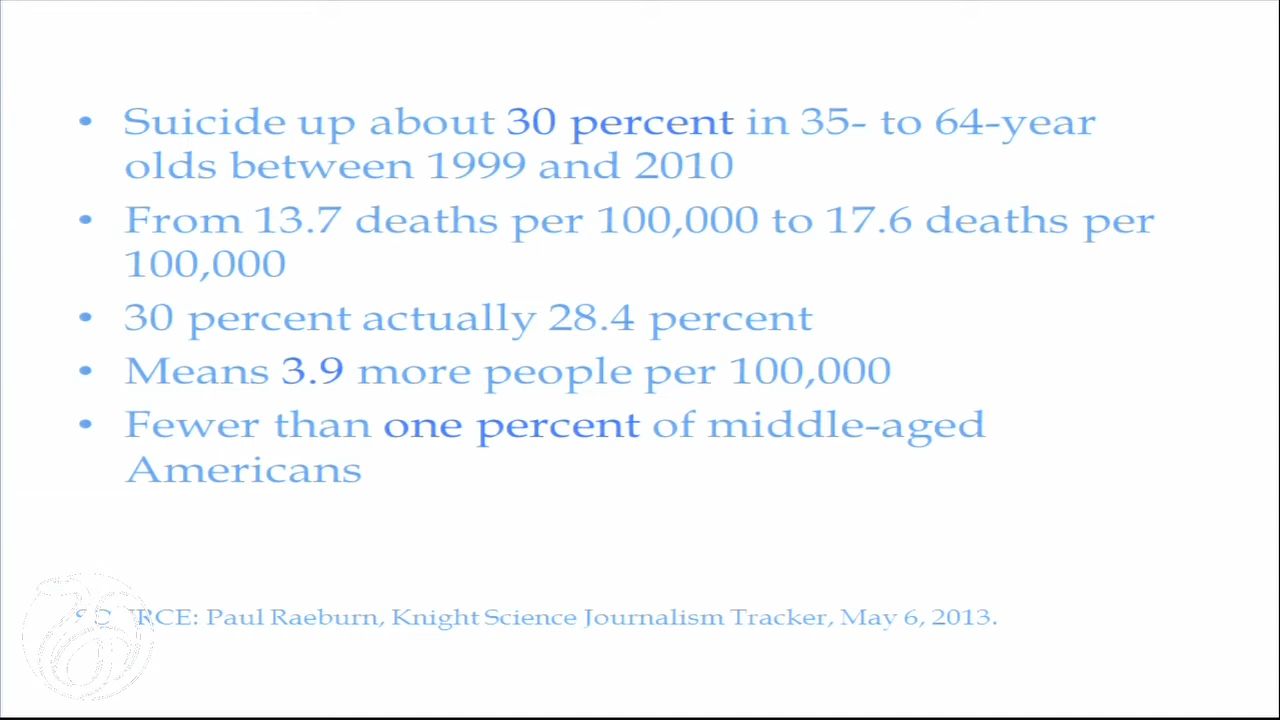 • Suicide up about 30 percent in 35- to 64-year
olds between 1999 and 2010
• From 13.7 deaths per 100,000 to 17.6 deaths per
100,000
• 30 percent actually 28.4 percent
• Means 3.9 more people per 100,000
• Fewer than one percent of middle-aged
Americans
SOURCE: Paul Raeburn, Knight Science Journalism Tracker, May 6, 2013.